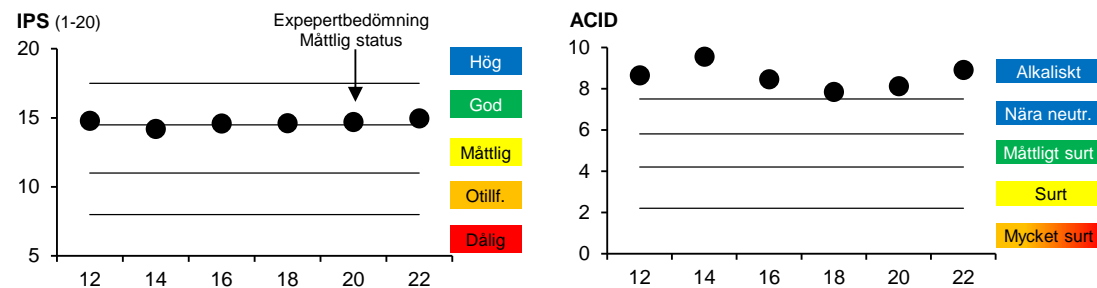 IPS (1-20)
Expepertbedömning
Måttlig status
20
15
10
5
12 14 16 18 20 22
Hög
God
Måttlig
Otillf.
Dålig
ACID
10
8
6
4
2
0
12 14 16 18 20 22
Alkaliskt
Nära neutr.
Måttligt surt
Surt
Mycket surt